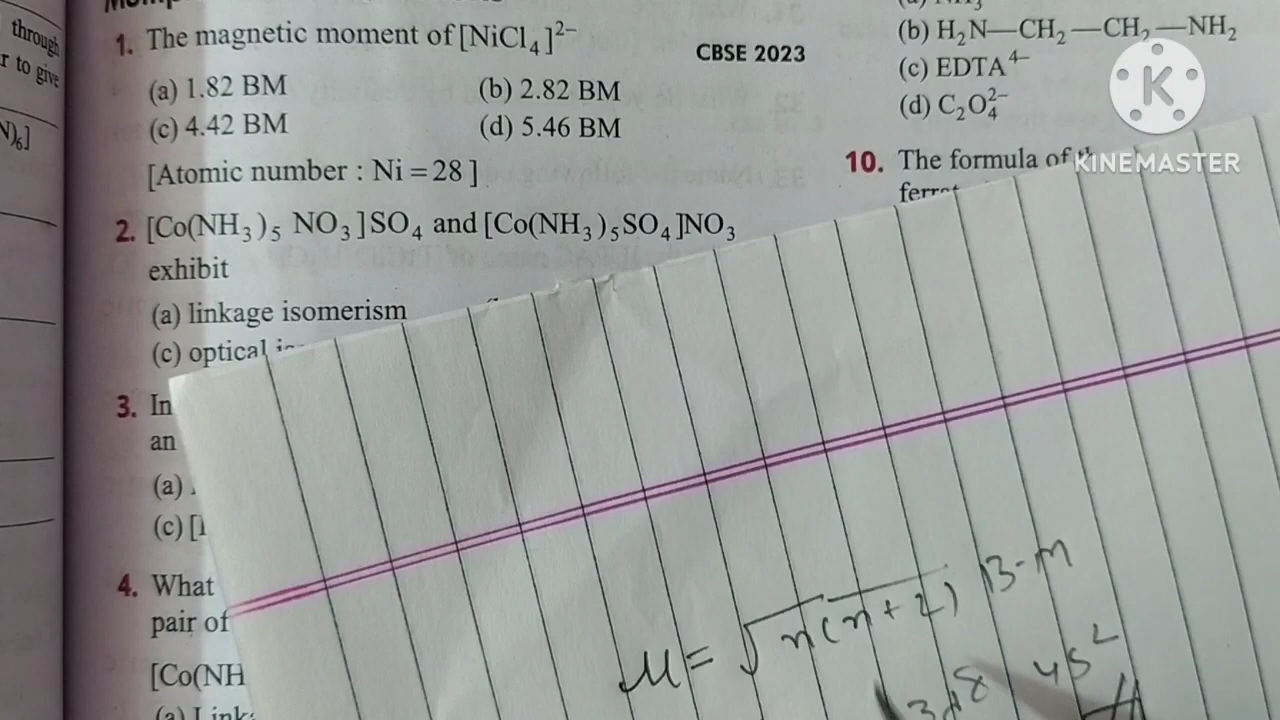 through
r to give
N)₆]
1. The magnetic moment of [NiCl₄]²⁻
CBSE 2023
(a) 1.82 BM (b) 2.82 BM
(c) 4.42 BM (d) 5.46 BM
[Atomic number : Ni = 28 ]
2. [Co(NH₃)₅ NO₃]SO₄ and [Co(NH₃)₅SO₄]NO₃
exhibit
(a) linkage isomerism
(c) optical
3. In
an
(a)
(c) [
4. What
pair of
[Co(NH
(a) Link
(b) H₂N—CH₂—CH₂—NH₂
(c) EDTA⁴⁻
(d) C₂O₄²⁻
10. The formula of
K
KINEMASTER
μ = √n(n+2) B-M
3d⁸ 4s²